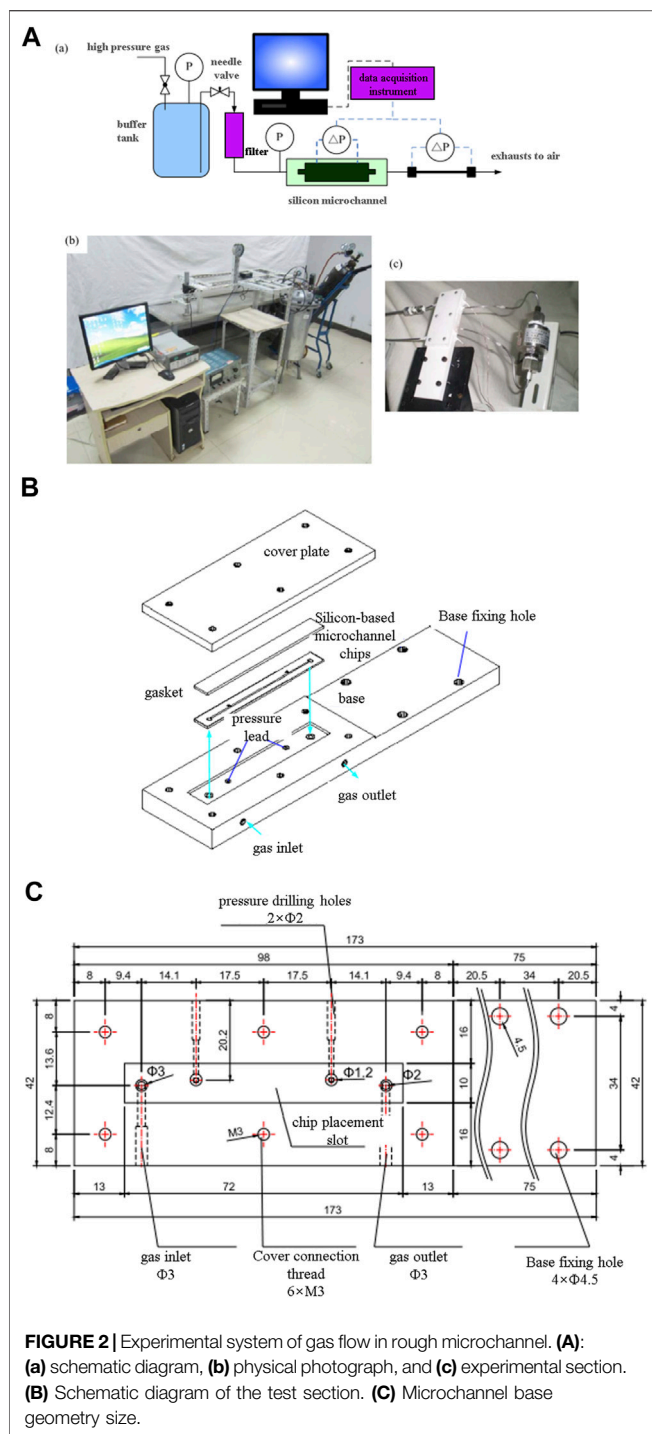 A
(a)
high pressure gas
P
needle
valve
buffer
tank
filter
P
data acquisition
instrument
△P
△P
exhausts to air
silicon microchannel
(b)
(c)
B
cover plate
Silicon-based
microchannel
chips
Base fixing hole
gasket
base
pressure
lead
gas outlet
gas inlet
C
pressure drilling holes
2×Φ2
173
98 75
8 9.4 14.1 17.5 17.5 14.1 9.4 8 20.5 34 20.5
42 8 13.6 12.4 8
20.2
Φ3 Φ1.2 Φ2
16 10 16
4.5
4 34 4 42
M3
chip placement
slot
13 72 13 75
173
gas inlet
Φ3
Cover connection
thread
6×M3
gas outlet
Φ3
Base fixing hole
4×Φ4.5
FIGURE 2 | Experimental system of gas flow in rough microchannel. (A):
(a) schematic diagram, (b) physical photograph, and (c) experimental section.
(B) Schematic diagram of the test section. (C) Microchannel base
geometry size.